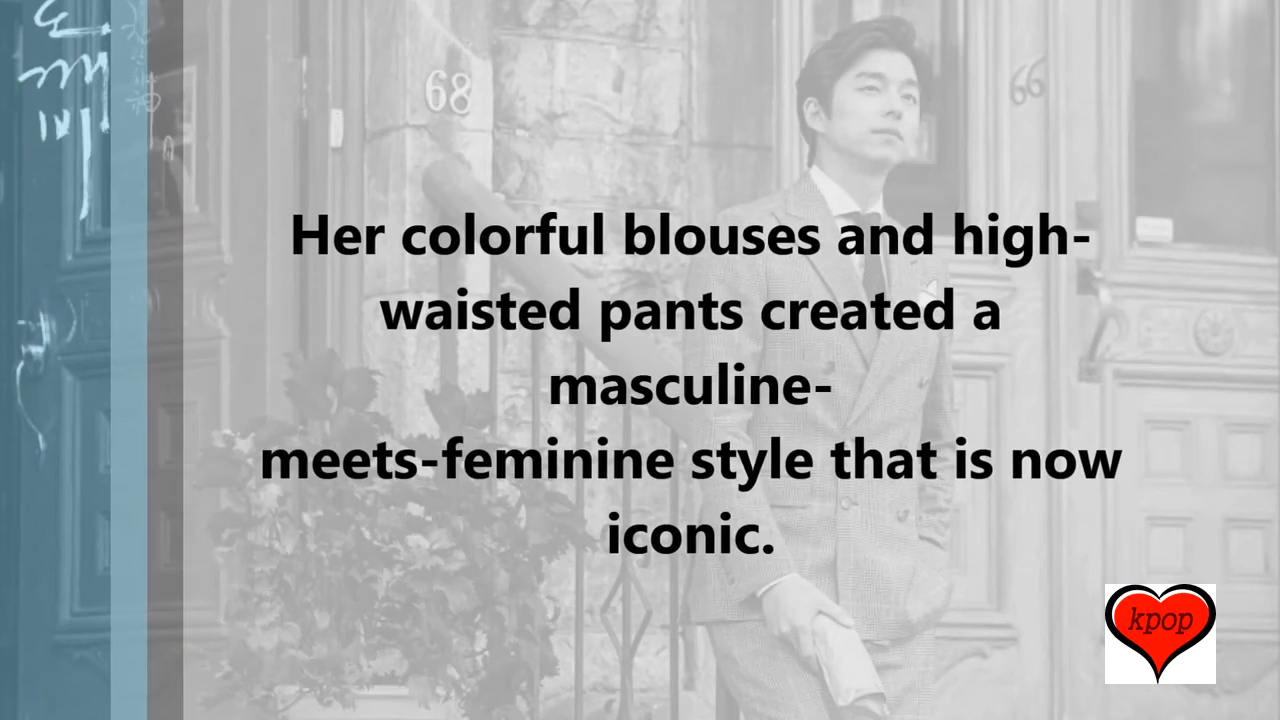 68
66
Her colorful blouses and high-
waisted pants created a
masculine-
meets-feminine style that is now
iconic.
kpop